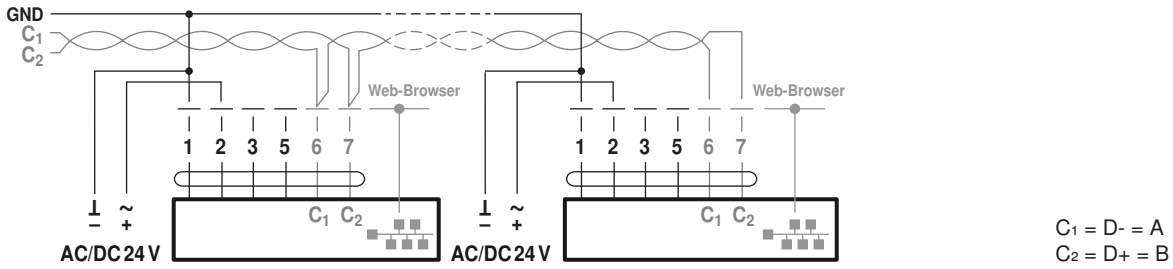 GND
C1
C2
Web-Browser Web-Browser
1 2 3 5 6 7 1 2 3 5 6 7
⊥ ~ C1 C2 ⊥ ~ C1 C2
– + – +
AC/DC 24 V AC/DC 24 V
C1 = D- = A
C2 = D+ = B